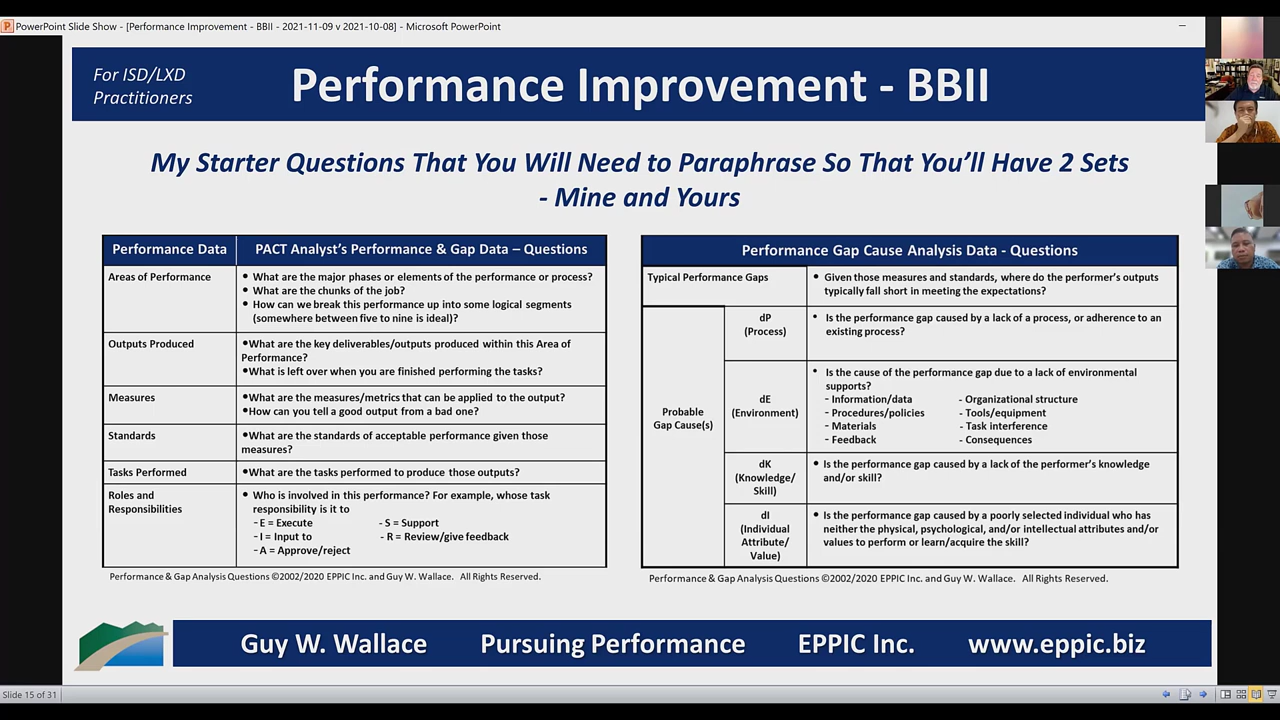 PowerPoint Slide Show - [Performance Improvement - BBII - 2021-11-09 v 2021-10-08] - Microsoft PowerPoint
For ISD/LXD
Practitioners
Performance Improvement - BBII
My Starter Questions That You Will Need to Paraphrase So That You'll Have 2 Sets
- Mine and Yours
Performance Data
PACT Analyst's Performance & Gap Data – Questions
Areas of Performance
• What are the major phases or elements of the performance or process?
• What are the chunks of the job?
• How can we break this performance up into some logical segments
(somewhere between five to nine is ideal)?
Outputs Produced
•What are the key deliverables/outputs produced within this Area of
Performance?
•What is left over when you are finished performing the tasks?
Measures
•What are the measures/metrics that can be applied to the output?
•How can you tell a good output from a bad one?
Standards
•What are the standards of acceptable performance given those
measures?
Tasks Performed
•What are the tasks performed to produce those outputs?
Roles and
Responsibilities
• Who is involved in this performance? For example, whose task
responsibility is it to
- E = Execute - S = Support
- I = Input to - R = Review/give feedback
- A = Approve/reject
Performance & Gap Analysis Questions ©2002/2020 EPPIC Inc. and Guy W. Wallace. All Rights Reserved.
Performance Gap Cause Analysis Data - Questions
Typical Performance Gaps
• Given those measures and standards, where do the performer's outputs
typically fall short in meeting the expectations?
Probable
Gap Cause(s)
dP
(Process)
• Is the performance gap caused by a lack of a process, or adherence to an
existing process?
dE
(Environment)
• Is the cause of the performance gap due to a lack of environmental
supports?
- Information/data - Organizational structure
- Procedures/policies - Tools/equipment
- Materials - Task interference
- Feedback - Consequences
dK
(Knowledge/
Skill)
• Is the performance gap caused by a lack of the performer's knowledge
and/or skill?
dI
(Individual
Attribute/
Value)
• Is the performance gap caused by a poorly selected individual who has
neither the physical, psychological, and/or intellectual attributes and/or
values to perform or learn/acquire the skill?
Performance & Gap Analysis Questions ©2002/2020 EPPIC Inc. and Guy W. Wallace. All Rights Reserved.
Guy W. Wallace Pursuing Performance EPPIC Inc. www.eppic.biz
Slide 15 of 31